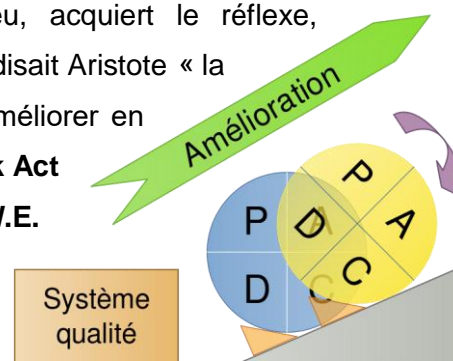 eu, acquiert le réflexe,
disait Aristote « la
méliorer en
k Act
W.E.
Amélioration
P A
D C
P A
D C
Système
qualité